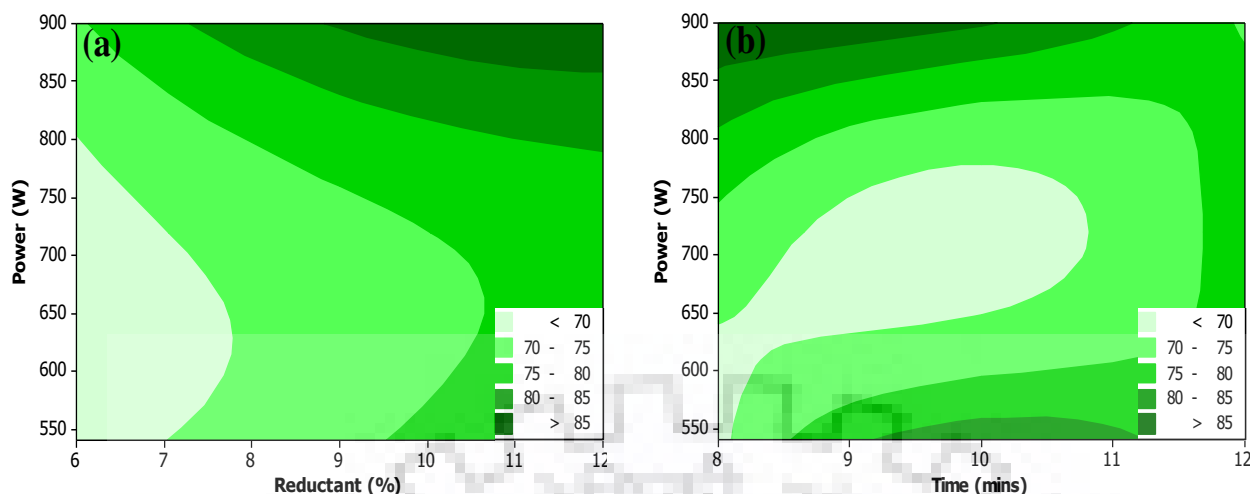 (a)
900
850
800
750
700
650
600
550
Power (W)
6 7 8 9 10 11 12
Reductant (%)
< 70
70 - 75
75 - 80
80 - 85
> 85
(b)
900
850
800
750
700
650
600
550
Power (W)
8 9 10 11 12
Time (mins)
< 70
70 - 75
75 - 80
80 - 85
> 85